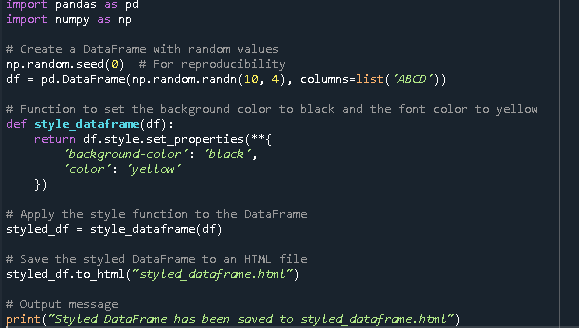 import pandas as pd
import numpy as np
# Create a DataFrame with random values
np.random.seed(0)  # For reproducibility
df = pd.DataFrame(np.random.randn(10, 4), columns=list('ABCD'))
# Function to set the background color to black and the font color to yellow
def style_dataframe(df):
    return df.style.set_properties(**{
        'background-color': 'black',
        'color': 'yellow'
    })
# Apply the style function to the DataFrame
styled_df = style_dataframe(df)
# Save the styled DataFrame to an HTML file
styled_df.to_html("styled_dataframe.html")
# Output message
print("Styled DataFrame has been saved to styled_dataframe.html")